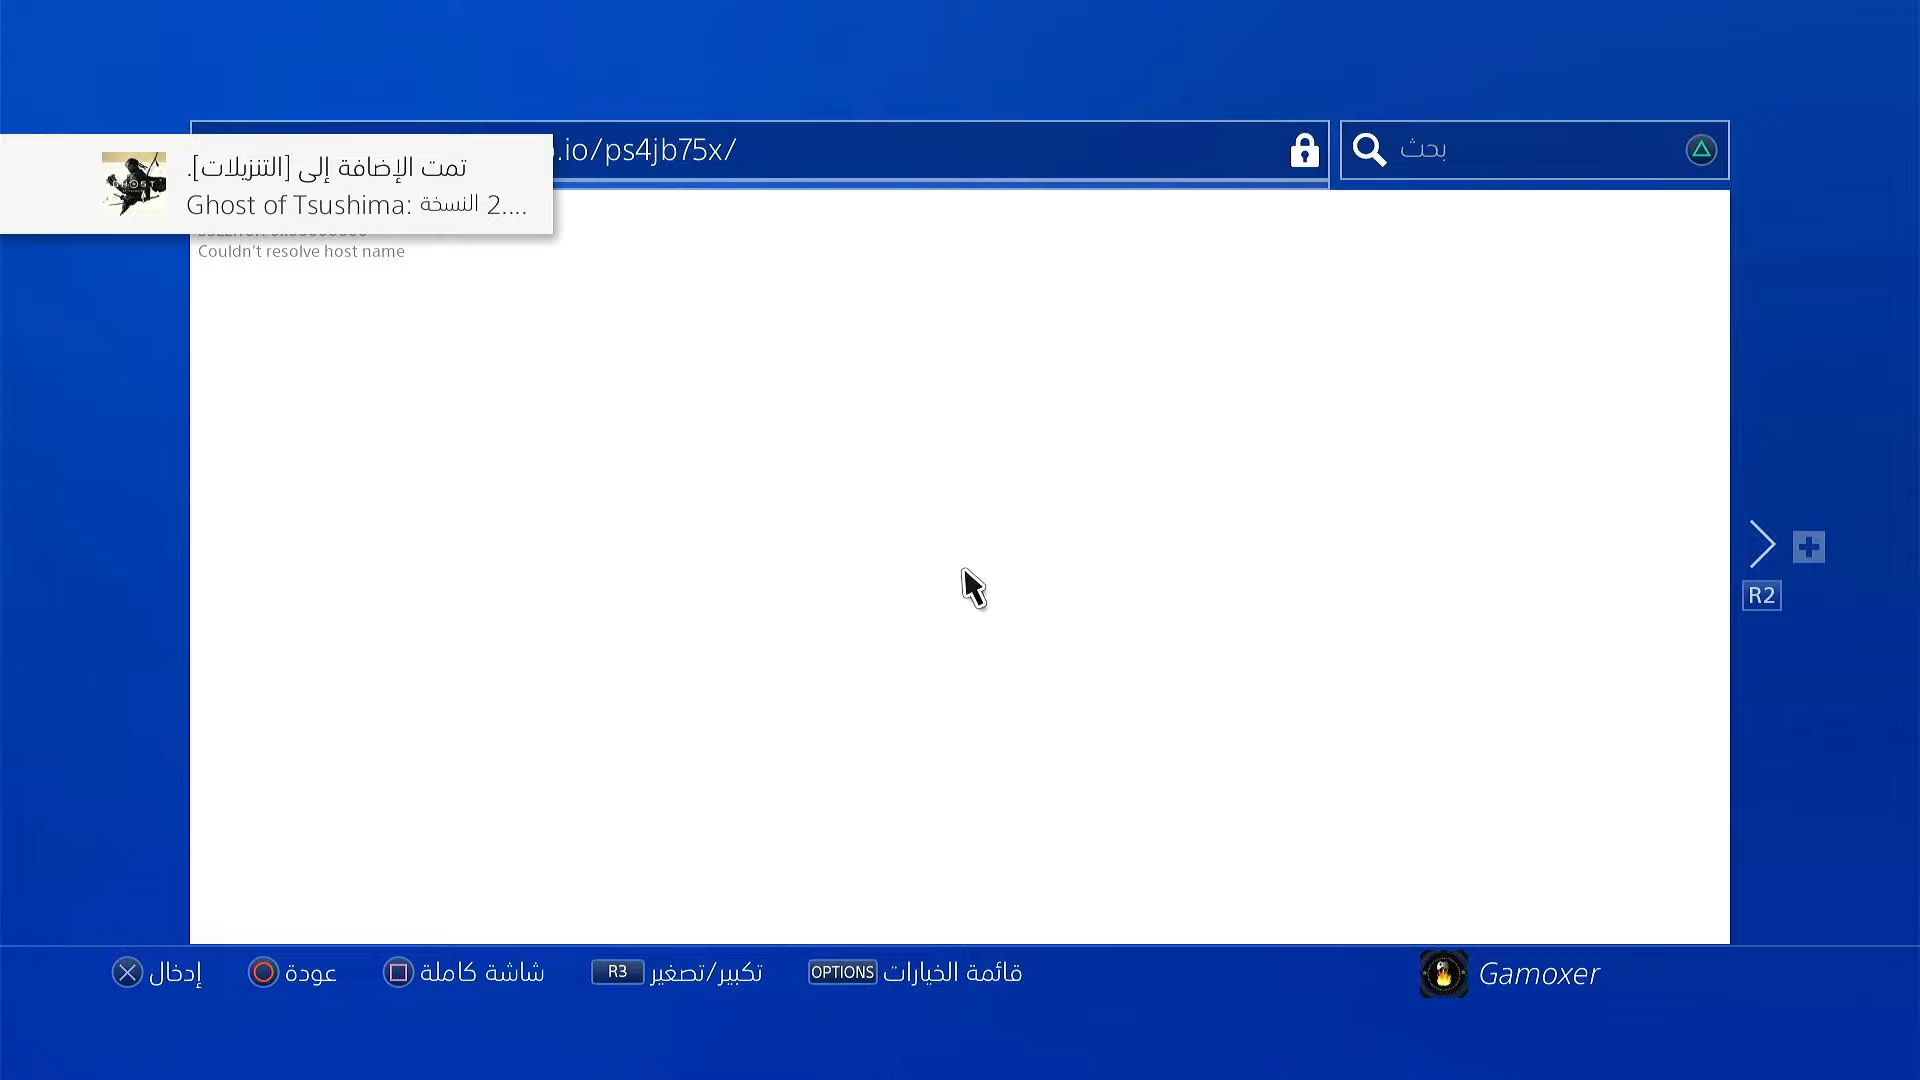 .io/ps4jb75x/
بحث
تمت الإضافة إلى [التنزيلات].
Ghost of Tsushima: النسخة 2....
GHOST
Couldn't resolve host name
R2
إدخال
عودة
شاشة كاملة
R3 تكبير/تصغير
OPTIONS قائمة الخيارات
Gamoxer